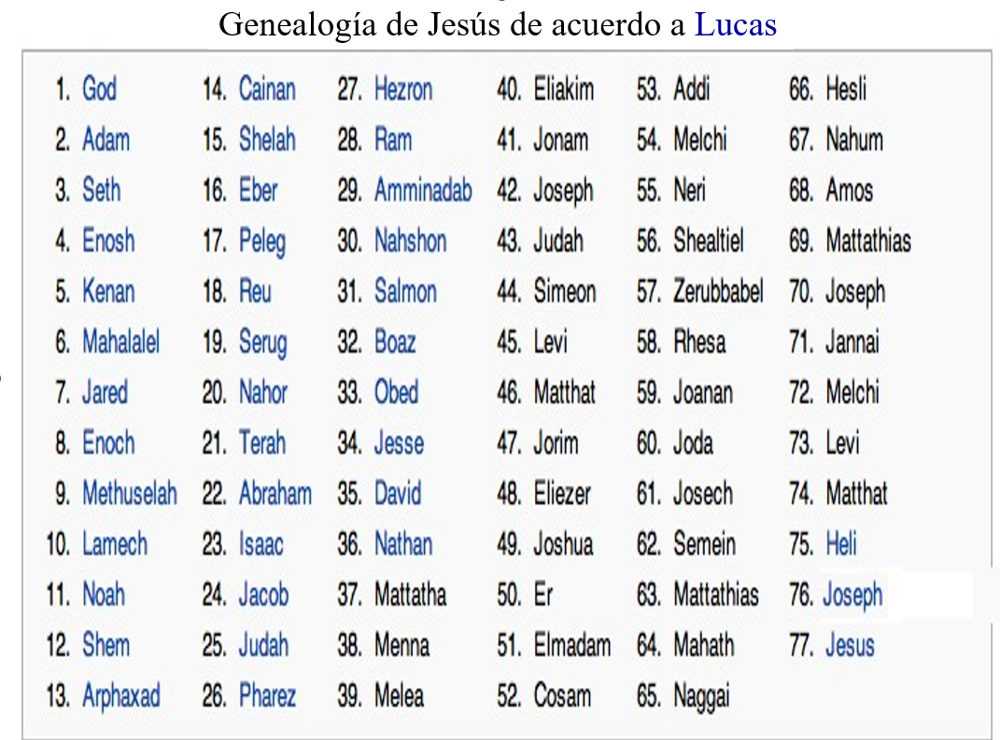 Genealogía de Jesús de acuerdo a Lucas
1. God
2. Adam
3. Seth
4. Enosh
5. Kenan
6. Mahalalel
7. Jared
8. Enoch
9. Methuselah
10. Lamech
11. Noah
12. Shem
13. Arphaxad
14. Cainan
15. Shelah
16. Eber
17. Peleg
18. Reu
19. Serug
20. Nahor
21. Terah
22. Abraham
23. Isaac
24. Jacob
25. Judah
26. Pharez
27. Hezron
28. Ram
29. Amminadab
30. Nahshon
31. Salmon
32. Boaz
33. Obed
34. Jesse
35. David
36. Nathan
37. Mattatha
38. Menna
39. Melea
40. Eliakim
41. Jonam
42. Joseph
43. Judah
44. Simeon
45. Levi
46. Matthat
47. Jorim
48. Eliezer
49. Joshua
50. Er
51. Elmadam
52. Cosam
53. Addi
54. Melchi
55. Neri
56. Shealtiel
57. Zerubbabel
58. Rhesa
59. Joanan
60. Joda
61. Josech
62. Semein
63. Mattathias
64. Mahath
65. Naggai
66. Hesli
67. Nahum
68. Amos
69. Mattathias
70. Joseph
71. Jannai
72. Melchi
73. Levi
74. Matthat
75. Heli
76. Joseph
77. Jesus